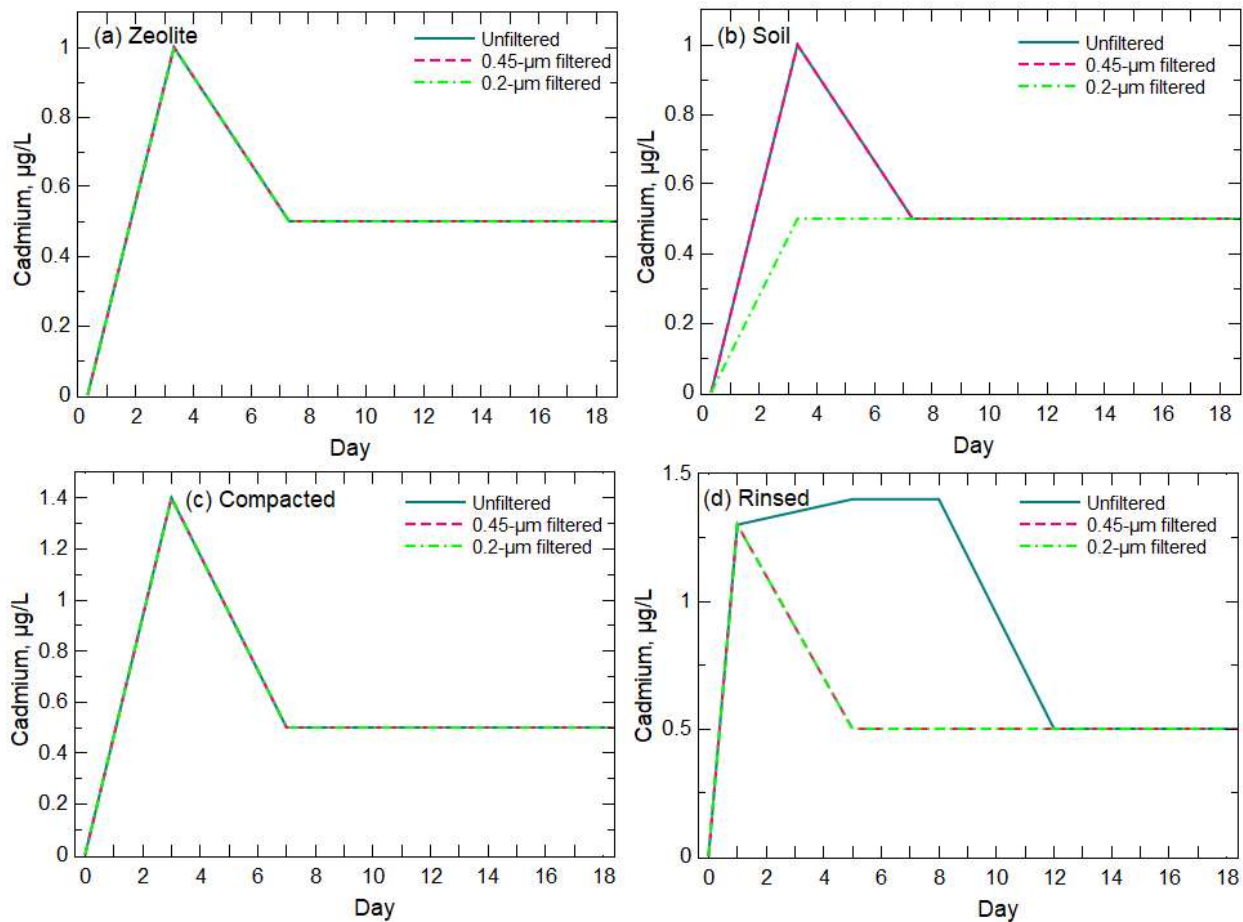 (a) Zeolite
Unfiltered
0.45-µm filtered
0.2-µm filtered
1
0.8
0.6
0.4
0.2
0
Cadmium, µg/L
0 2 4 6 8 10 12 14 16 18
Day
(b) Soil
Unfiltered
0.45-µm filtered
0.2-µm filtered
1
0.8
0.6
0.4
0.2
0
Cadmium, µg/L
0 2 4 6 8 10 12 14 16 18
Day
(c) Compacted
Unfiltered
0.45-µm filtered
0.2-µm filtered
1.4
1.2
1
0.8
0.6
0.4
0.2
0
Cadmium, µg/L
0 2 4 6 8 10 12 14 16 18
Day
(d) Rinsed
Unfiltered
0.45-µm filtered
0.2-µm filtered
1.5
1
0.5
0
Cadmium, µg/L
0 2 4 6 8 10 12 14 16 18
Day